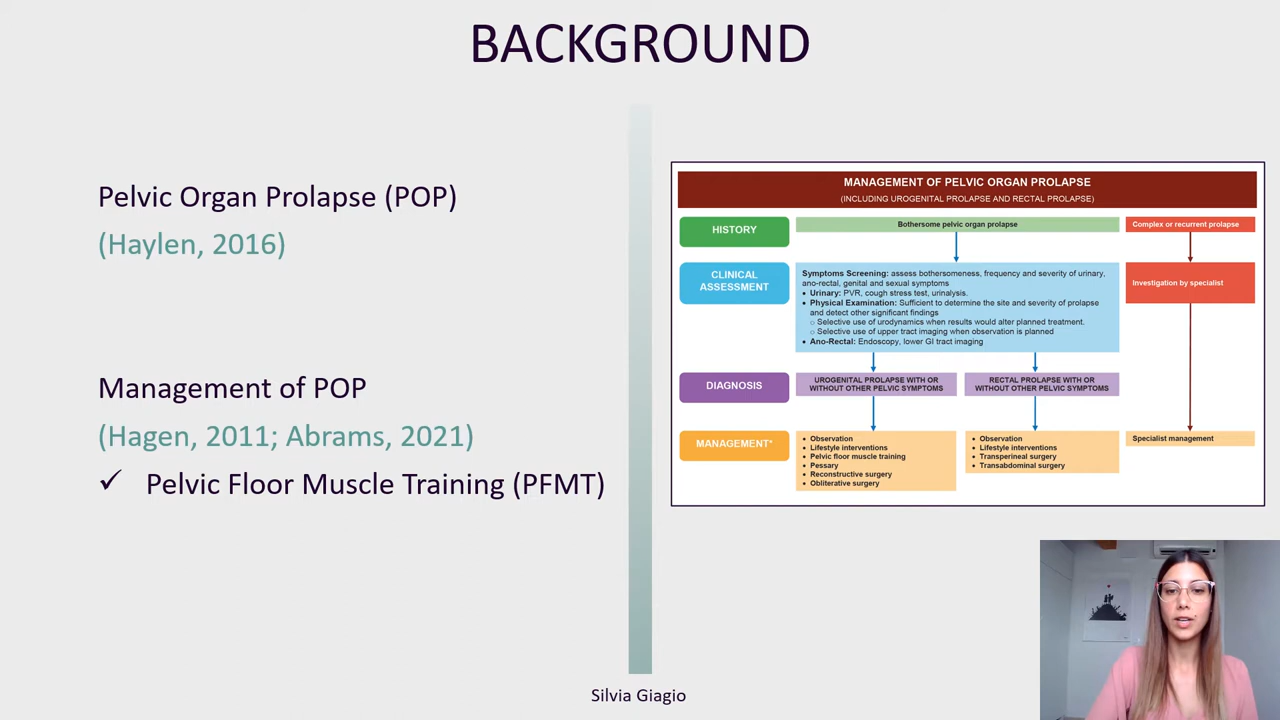 BACKGROUND
Pelvic Organ Prolapse (POP)
(Haylen, 2016)
Management of POP
(Hagen, 2011; Abrams, 2021)
✓ Pelvic Floor Muscle Training (PFMT)
MANAGEMENT OF PELVIC ORGAN PROLAPSE
(INCLUDING UROGENITAL PROLAPSE AND RECTAL PROLAPSE)
HISTORY
Bothersome pelvic organ prolapse
Complex or recurrent prolapse
CLINICAL
ASSESSMENT
Symptoms Screening: assess bothersomeness, frequency and severity of urinary,
ano-rectal, genital and sexual symptoms
• Urinary: PVR, cough stress test, urinalysis.
• Physical Examination: Sufficient to determine the site and severity of prolapse
and detect other significant findings
o Selective use of urodynamics when results would alter planned treatment.
o Selective use of upper tract imaging when observation is planned
• Ano-Rectal: Endoscopy, lower GI tract imaging
Investigation by specialist
DIAGNOSIS
UROGENITAL PROLAPSE WITH OR
WITHOUT OTHER PELVIC SYMPTOMS
RECTAL PROLAPSE WITH OR
WITHOUT OTHER PELVIC SYMPTOMS
MANAGEMENT*
• Observation
• Lifestyle interventions
• Pelvic floor muscle training
• Pessary
• Reconstructive surgery
• Obliterative surgery
• Observation
• Lifestyle interventions
• Transperineal surgery
• Transabdominal surgery
Specialist management
Silvia Giagio